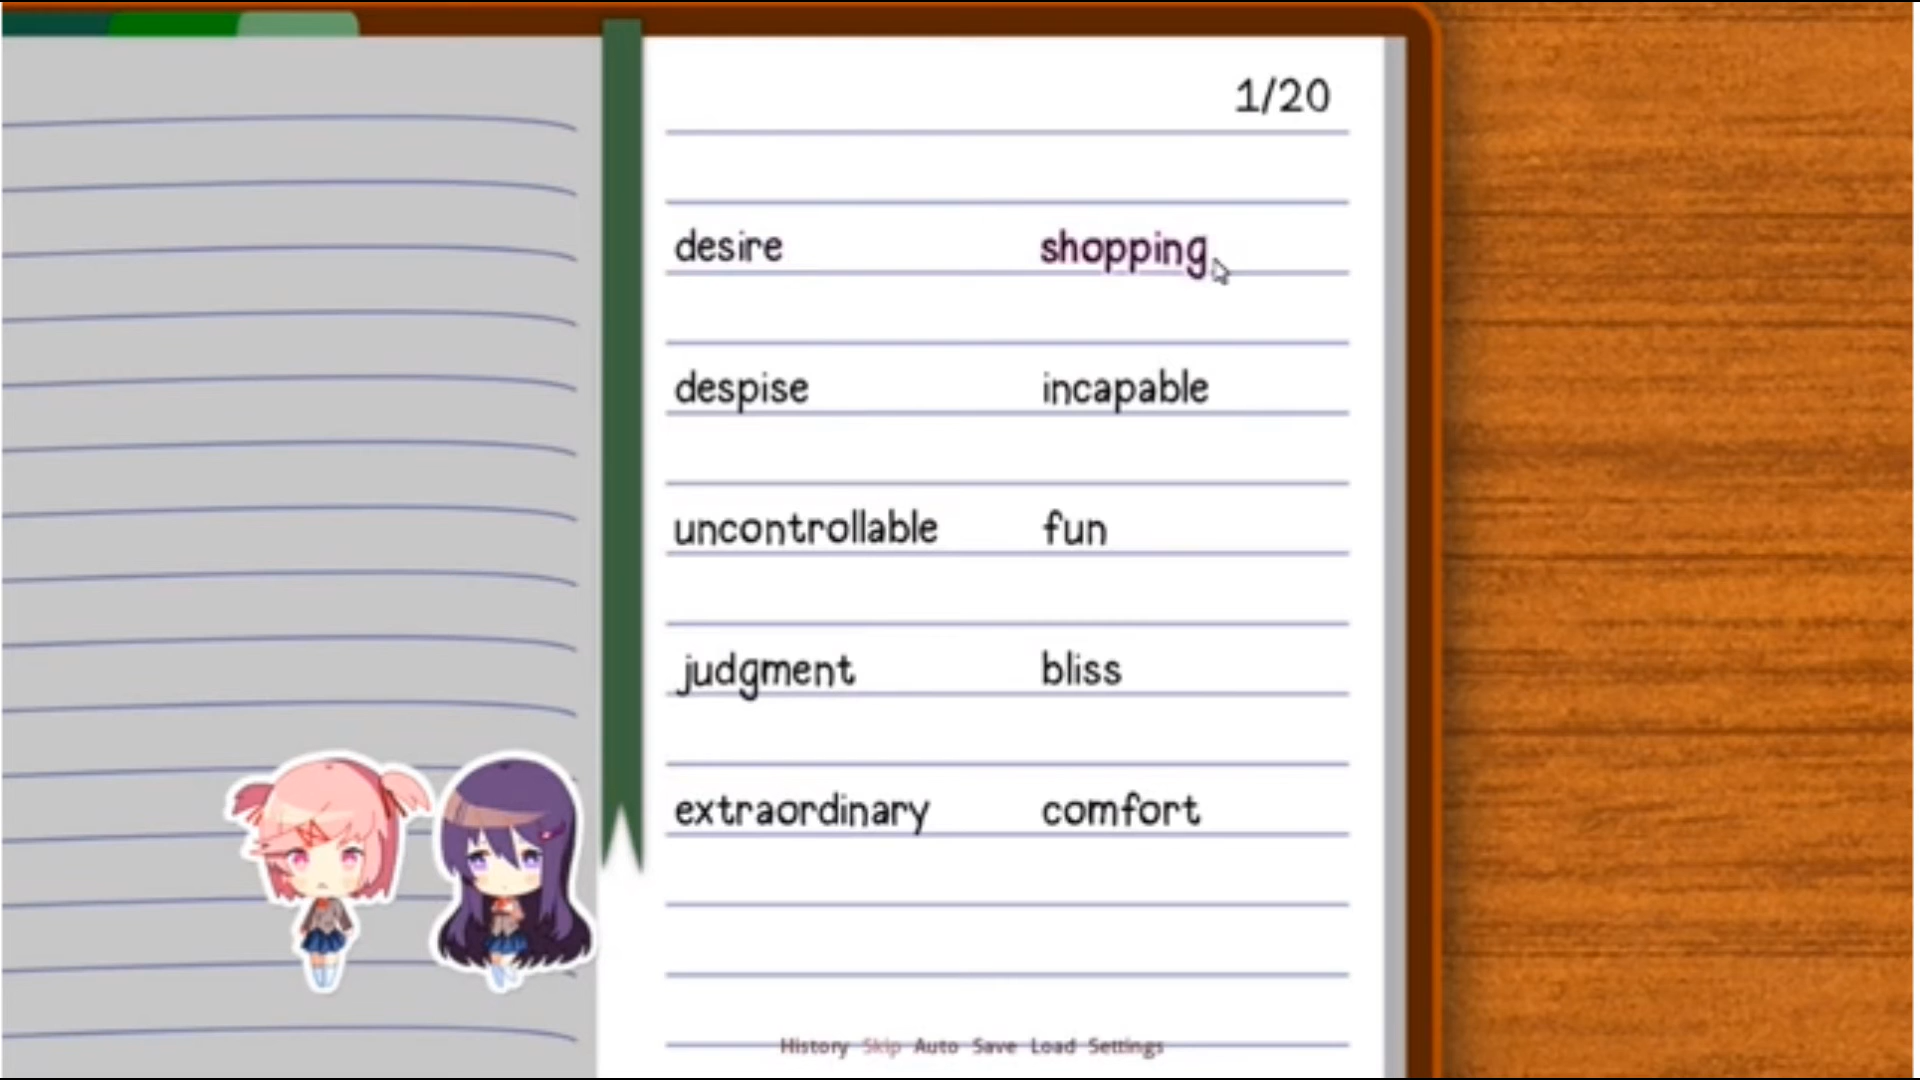 1/20
desire shopping
despise incapable
uncontrollable fun
judgment bliss
extraordinary comfort
History Skip Auto Save Load Settings